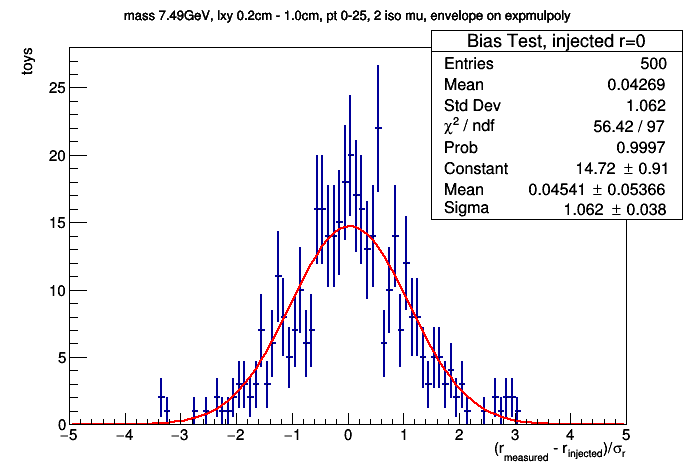 mass 7.49GeV, lxy 0.2cm - 1.0cm, pt 0-25, 2 iso mu, envelope on expmulpoly
Bias Test, injected r=0
Entries 500
Mean 0.04269
Std Dev 1.062
χ² / ndf 56.42 / 97
Prob 0.9997
Constant 14.72 ± 0.91
Mean 0.04541 ± 0.05366
Sigma 1.062 ± 0.038
toys
25
20
15
10
5
0
−5 −4 −3 −2 −1 0 1 2 3 4 5
(r_measured - r_injected)/σ_r